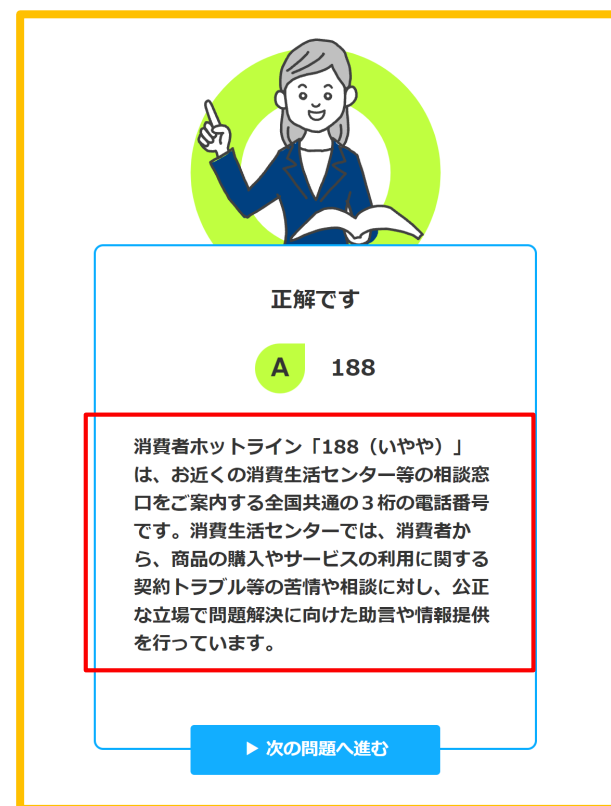 正解です
A 188
消費者ホットライン「188（いやや）」
は、お近くの消費生活センター等の相談窓
口をご案内する全国共通の３桁の電話番号
です。消費生活センターでは、消費者か
ら、商品の購入やサービスの利用に関する
契約トラブル等の苦情や相談に対し、公正
な立場で問題解決に向けた助言や情報提供
を行っています。
▶ 次の問題へ進む